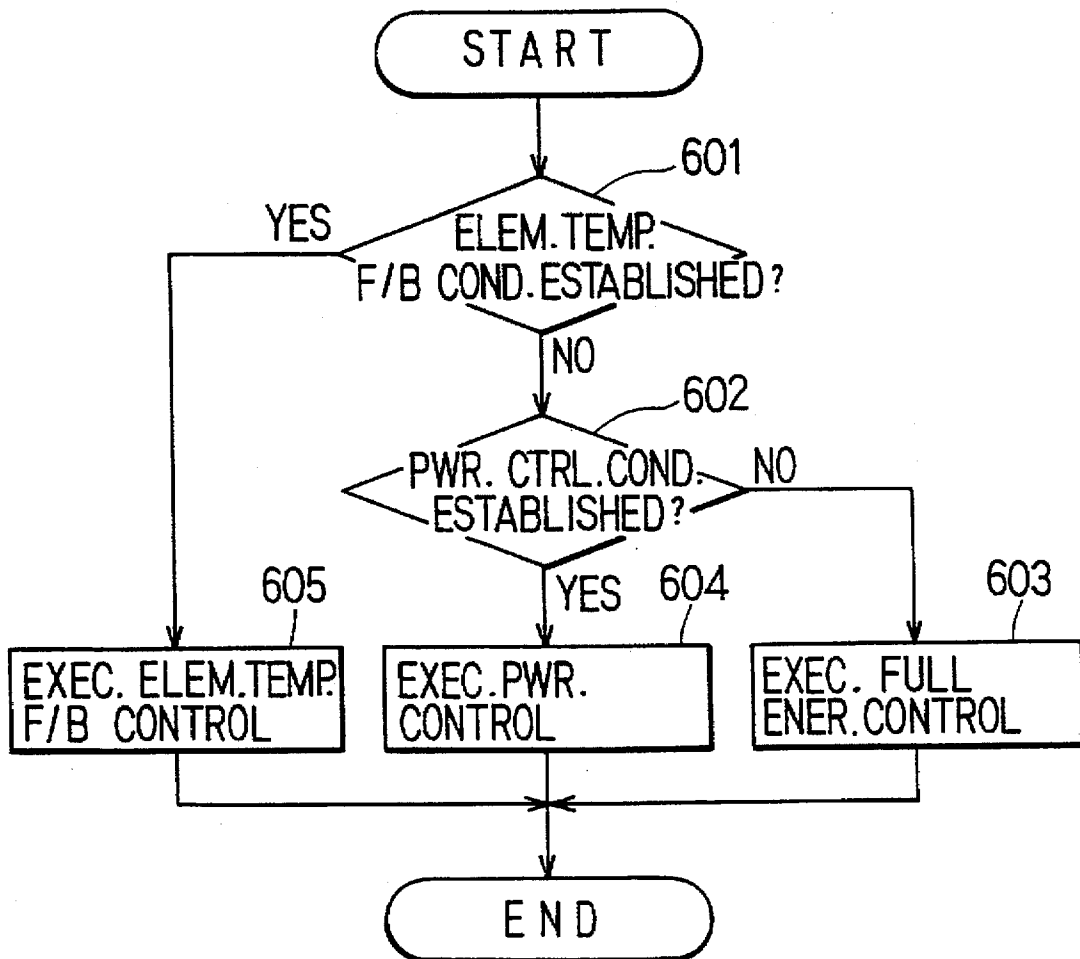 START
601
YES
ELEM.TEMP.
F/B COND.ESTABLISHED?
NO
602
PWR. CTRL.COND.
ESTABLISHED?
NO
YES
605
604
603
EXEC. ELEM.TEMP.
F/B CONTROL
EXEC.PWR.
CONTROL
EXEC. FULL
ENER.CONTROL
END